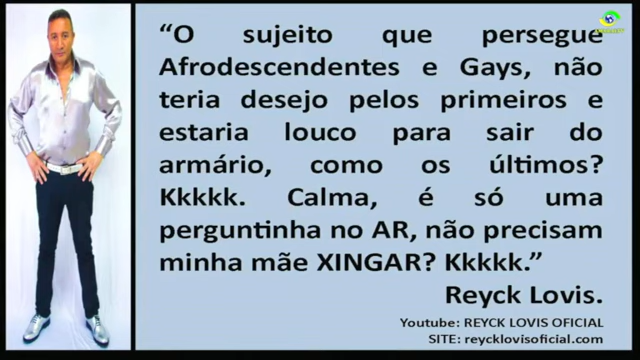 “O sujeito que persegue
Afrodescendentes e Gays, não
teria desejo pelos primeiros e
estaria louco para sair do
armário, como os últimos?
Kkkkk. Calma, é só uma
perguntinha no AR, não precisam
minha mãe XINGAR? Kkkkk.”
Reyck Lovis.
Youtube: REYCK LOVIS OFICIAL
SITE: reycklovisoficial.com